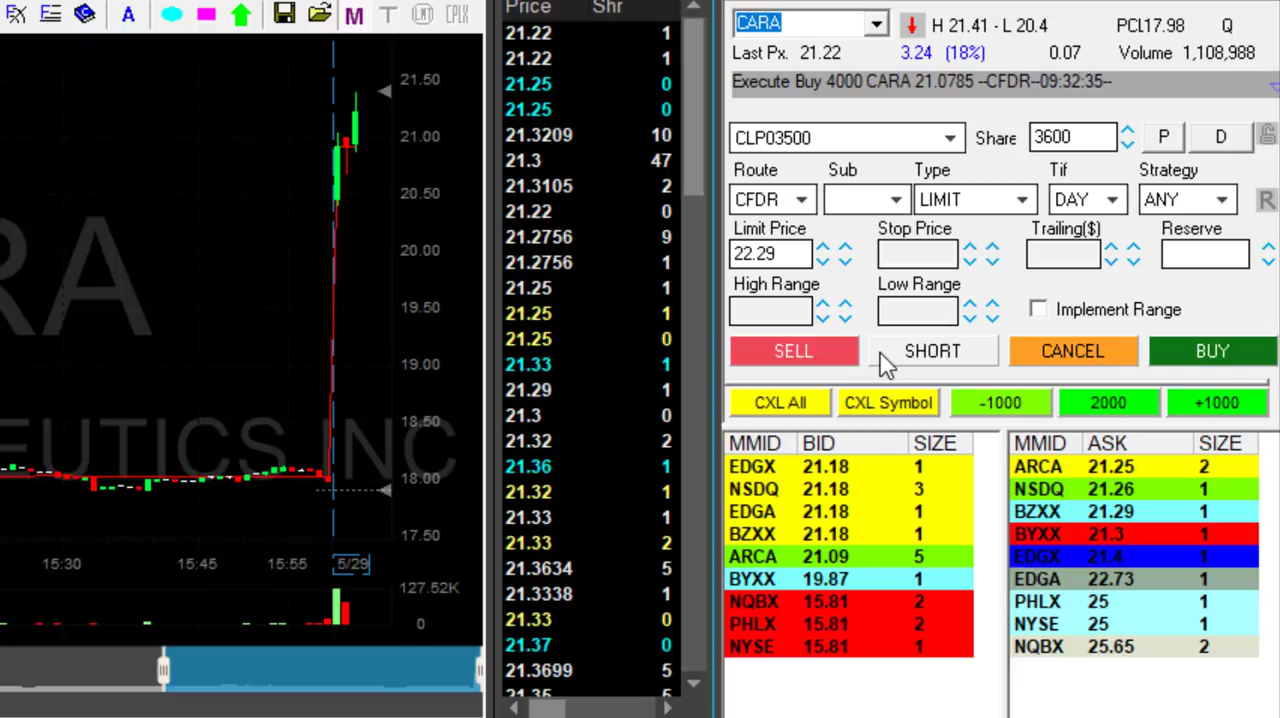 A M T LMT CPLX
Price Shr
CARA H 21.41 - L 20.4 PCL17.98 Q
Last Px. 21.22 3.24 (18%) 0.07 Volume 1,108,988
Execute Buy 4000 CARA 21.0785 --CFDR--09:32:35--
CLP03500 Share 3600 P D
Route Sub Type Tif Strategy
CFDR LIMIT DAY ANY R
Limit Price Stop Price Trailing($) Reserve
22.29
High Range Low Range
Implement Range
SELL SHORT CANCEL BUY
CXL All CXL Symbol -1000 2000 +1000
MMID BID SIZE MMID ASK SIZE
EDGX 21.18 1 ARCA 21.25 2
NSDQ 21.18 3 NSDQ 21.26 1
EDGA 21.18 1 BZXX 21.29 1
BZXX 21.18 1 BYXX 21.3 1
ARCA 21.09 5 EDGX 21.4 1
BYXX 19.87 1 EDGA 22.73 1
NQBX 15.81 2 PHLX 25 1
PHLX 15.81 2 NYSE 25 1
NYSE 15.81 1 NQBX 25.65 2
21.22 1
21.22 1
21.25 0
21.25 0
21.3209 10
21.3 47
21.3105 2
21.22 0
21.2756 9
21.2756 1
21.25 1
21.25 1
21.25 0
21.33 1
21.29 1
21.3 0
21.32 2
21.36 1
21.32 1
21.33 1
21.33 2
21.3634 5
21.3338 1
21.33 0
21.37 0
21.3699 5
21.35 5
21.50
21.00
20.50
20.00
19.50
19.00
18.50
18.00
17.50
RA
EUTICS INC
15:30 15:45 15:55 5/29
127.52K
0